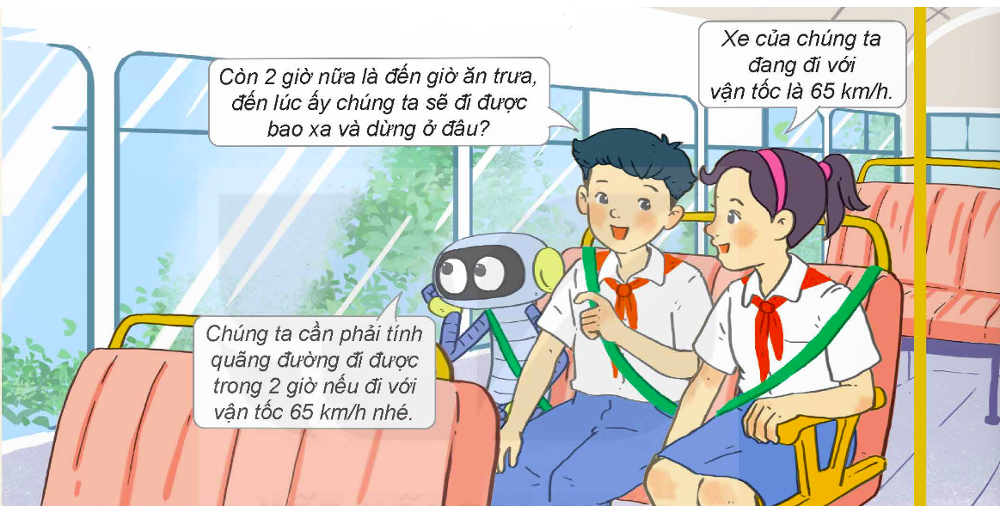 Còn 2 giờ nữa là đến giờ ăn trưa,
đến lúc ấy chúng ta sẽ đi được
bao xa và dừng ở đâu?
Xe của chúng ta
đang đi với
vận tốc là 65 km/h.
Chúng ta cần phải tính
quãng đường đi được
trong 2 giờ nếu đi với
vận tốc 65 km/h nhé.